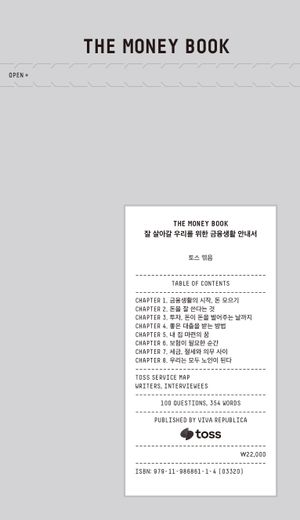 THE MONEY BOOK
OPEN +
THE MONEY BOOK
잘 살아갈 우리를 위한 금융생활 안내서
토스 엮음
TABLE OF CONTENTS
CHAPTER 1. 금융생활의 시작, 돈 모으기
CHAPTER 2. 돈을 잘 쓴다는 것
CHAPTER 3. 투자, 돈이 돈을 벌어주는 날까지
CHAPTER 4. 좋은 대출을 받는 방법
CHAPTER 5. 내 집 마련의 꿈
CHAPTER 6. 보험이 필요한 순간
CHAPTER 7. 세금, 절세와 의무 사이
CHAPTER 8. 우리는 모두 노인이 된다
TOSS SERVICE MAP
WRITERS, INTERVIEWEES
100 QUESTIONS, 354 WORDS
PUBLISHED BY VIVA REPUBLICA
toss
₩22,000
ISBN: 979-11-986861-1-4 (03320)